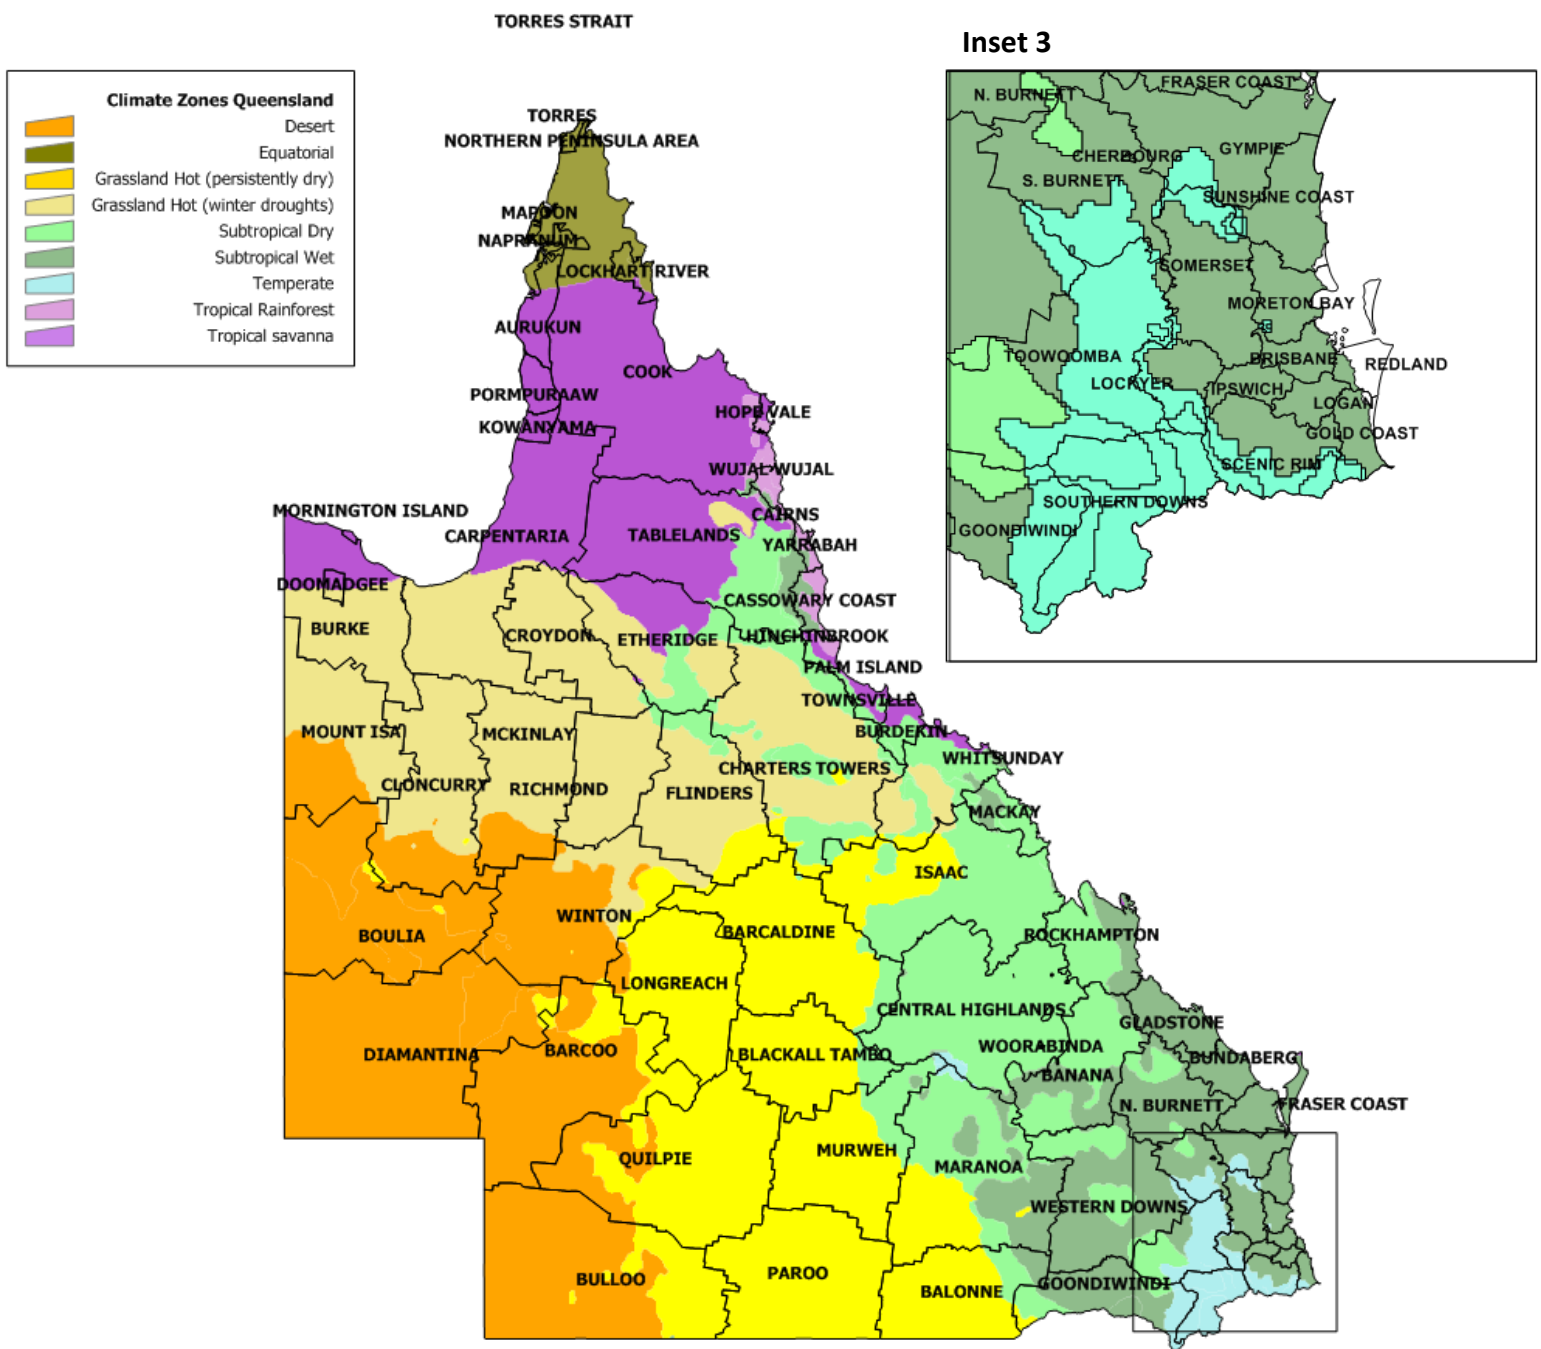 TORRES STRAIT
Inset 3
Climate Zones Queensland
Desert
Equatorial
Grassland Hot (persistently dry)
Grassland Hot (winter droughts)
Subtropical Dry
Subtropical Wet
Temperate
Tropical Rainforest
Tropical savanna
TORRES
NORTHERN PENINSULA AREA
MAPOON
NAPRANUM
LOCKHART RIVER
AURUKUN
COOK
PORMPURAAW
HOPE VALE
KOWANYAMA
WUJAL WUJAL
MORNINGTON ISLAND
CAIRNS
CARPENTARIA
TABLELANDS
YARRABAH
DOOMADGEE
CASSOWARY COAST
BURKE
CROYDON
ETHERIDGE
HINCHINBROOK
PALM ISLAND
TOWNSVILLE
MOUNT ISA
MCKINLAY
BURDEKIN
WHITSUNDAY
CHARTERS TOWERS
CLONCURRY
RICHMOND
FLINDERS
MACKAY
ISAAC
WINTON
BARCALDINE
BOULIA
ROCKHAMPTON
LONGREACH
CENTRAL HIGHLANDS
GLADSTONE
DIAMANTINA
BARCOO
BLACKALL TAMBO
WOORABINDA
BUNDABERG
BANANA
N. BURNETT
FRASER COAST
QUILPIE
MURWEH
MARANOA
WESTERN DOWNS
BULLOO
PAROO
BALONNE
GOONDIWINDI
FRASER COAST
N. BURNETT
CHERBOURG
GYMPIE
S. BURNETT
SUNSHINE COAST
SOMERSET
MORETON BAY
TOOWOOMBA
BRISBANE
REDLAND
LOCKYER
IPSWICH
LOGAN
GOLD COAST
SCENIC RIM
SOUTHERN DOWNS
GOONDIWINDI